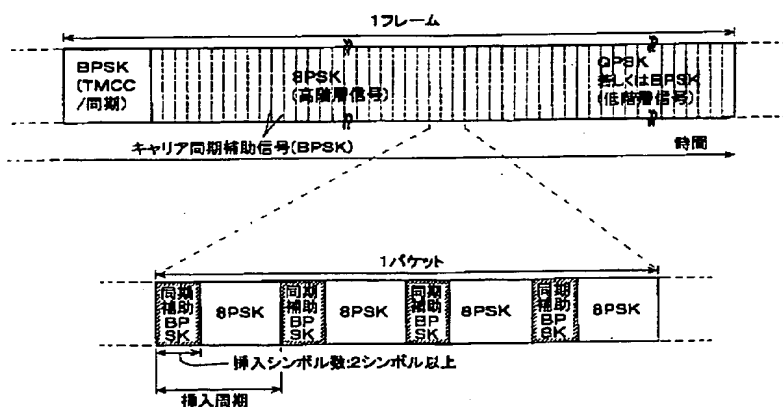 1フレーム
BPSK
(TMCC
/同期)
8PSK
(高階層信号)
QPSK
若しくはBPSK
(低階層信号)
キャリア同期補助信号(BPSK)
時間
1パケット
同期
補助
BP
SK
8PSK
同期
補助
BP
SK
8PSK
同期
補助
BP
SK
8PSK
同期
補助
BP
SK
8PSK
挿入シンボル数:2シンボル以上
挿入周期